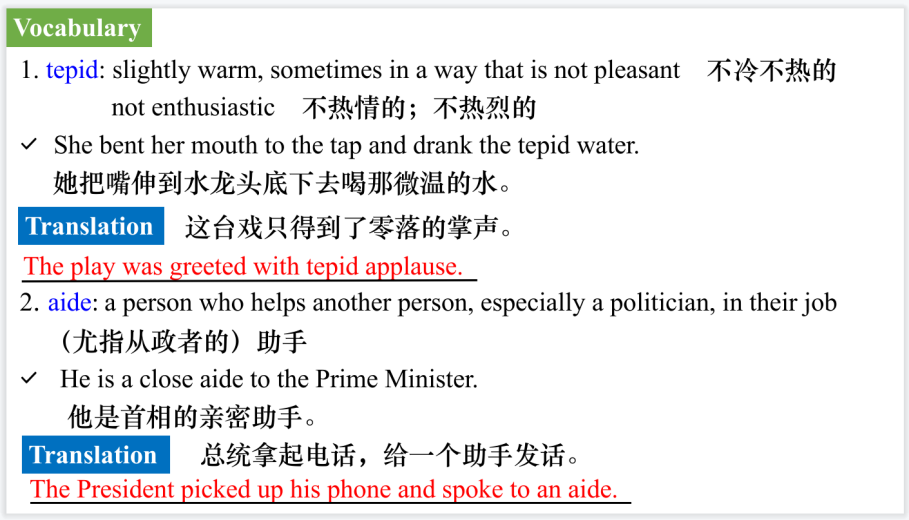 Vocabulary
1. tepid: slightly warm, sometimes in a way that is not pleasant 不冷不热的
not enthusiastic 不热情的；不热烈的
✓ She bent her mouth to the tap and drank the tepid water.
她把嘴伸到水龙头底下去喝那微温的水。
Translation 这台戏只得到了零落的掌声。
The play was greeted with tepid applause.
2. aide: a person who helps another person, especially a politician, in their job
（尤指从政者的）助手
✓ He is a close aide to the Prime Minister.
他是首相的亲密助手。
Translation 总统拿起电话，给一个助手发话。
The President picked up his phone and spoke to an aide.